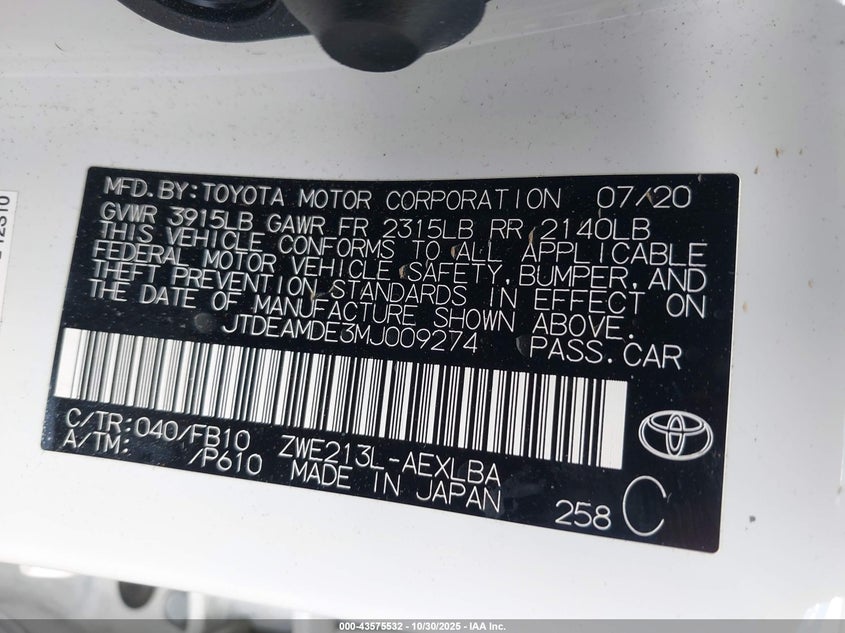 MFD.BY:TOYOTA MOTOR CORPORATION 07/20
GVWR 3915LB GAWR FR 2315LB RR 2140LB
THIS VEHICLE CONFORMS TO ALL APPLICABLE
FEDERAL MOTOR VEHICLE SAFETY,BUMPER,AND
THEFT PREVENTION STANDARDS IN EFFECT ON
THE DATE OF MANUFACTURE SHOWN ABOVE.
JTDEAMDE3MJ009274 PASS.CAR
C/TR:040/FB10 ZWE213L-AEXLBA
A/TM: /P610 MADE IN JAPAN
258 C
000-43575532 - 10/30/2025 - IAA Inc.